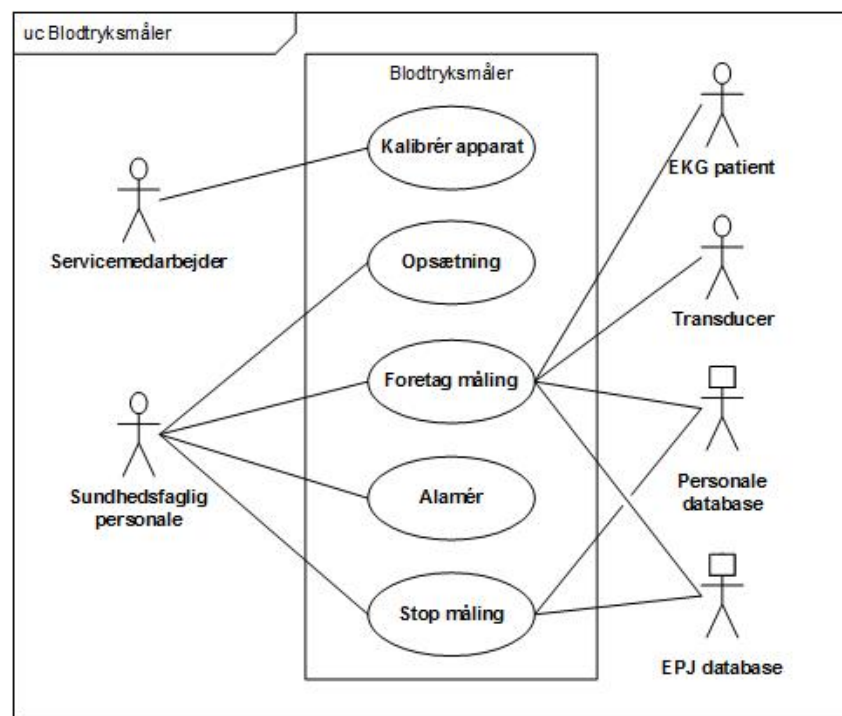 uc Blodtryksmåler
Blodtryksmåler
Kalibrér apparat
EKG patient
Servicemedarbejder
Opsætning
Transducer
Foretag måling
Sundhedsfaglig
personale
Alamér
Personale
database
Stop måling
EPJ database